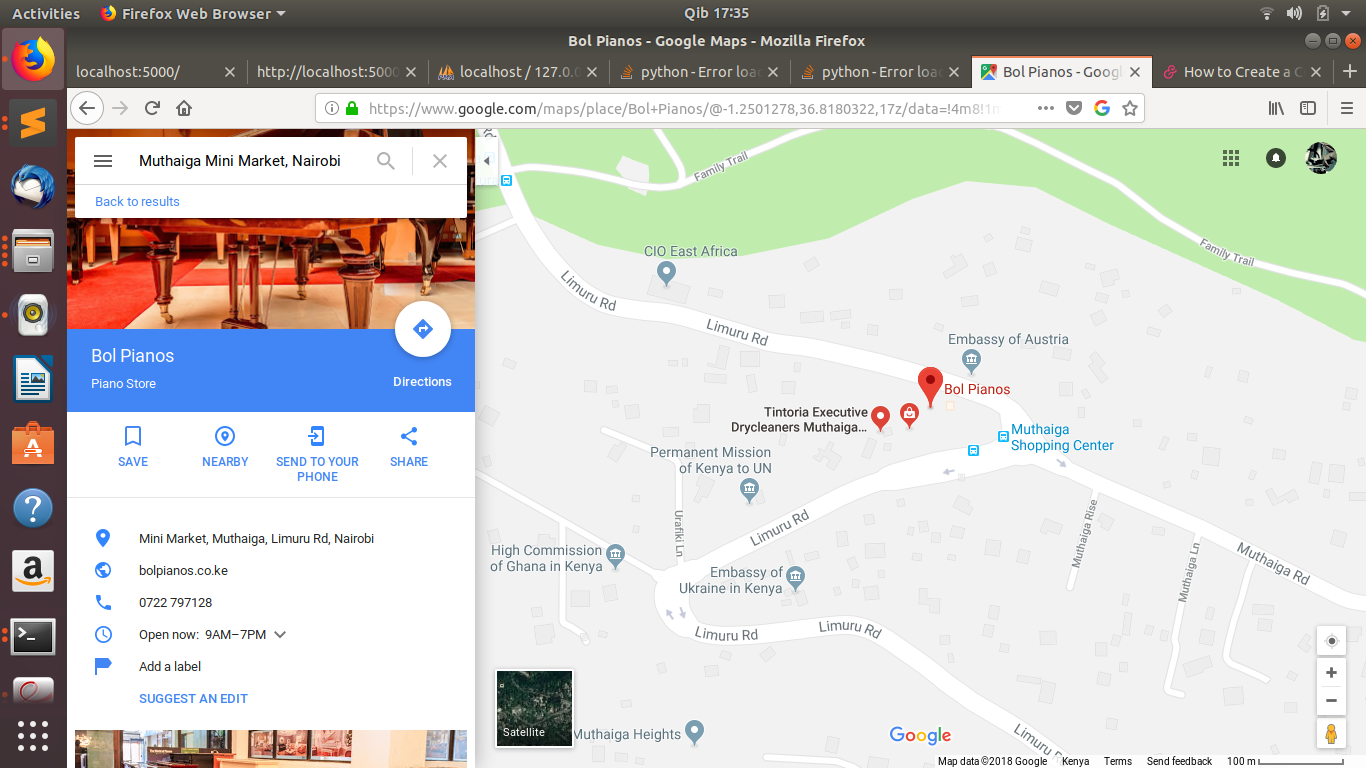 Activities
Firefox Web Browser
Qib 17:35
Bol Pianos - Google Maps - Mozilla Firefox
localhost:5000/
http://localhost:5000
localhost / 127.0.0
python - Error loa
python - Error loa
Bol Pianos - Goog
How to Create a C
https://www.google.com/maps/place/Bol+Pianos/@-1.2501278,36.8180322,17z/data=!4m8!1m
Muthaiga Mini Market, Nairobi
Back to results
Bol Pianos
Piano Store
Directions
SAVE
NEARBY
SEND TO YOUR
PHONE
SHARE
Mini Market, Muthaiga, Limuru Rd, Nairobi
bolpianos.co.ke
0722 797128
Open now: 9AM–7PM
Add a label
SUGGEST AN EDIT
Family Trail
Family Trail
CIO East Africa
Limuru Rd
Limuru Rd
Embassy of Austria
Bol Pianos
Tintoria Executive
Drycleaners Muthaiga...
Muthaiga
Shopping Center
Permanent Mission
of Kenya to UN
Urafiki Ln
Limuru Rd
High Commission
of Ghana in Kenya
Embassy of
Ukraine in Kenya
Muthaiga Rise
Muthaiga Ln
Muthaiga Rd
Limuru Rd
Limuru Rd
Limuru Rd
Muthaiga Heights
Satellite
Google
Map data ©2018 Google
Kenya
Terms
Send feedback
100 m